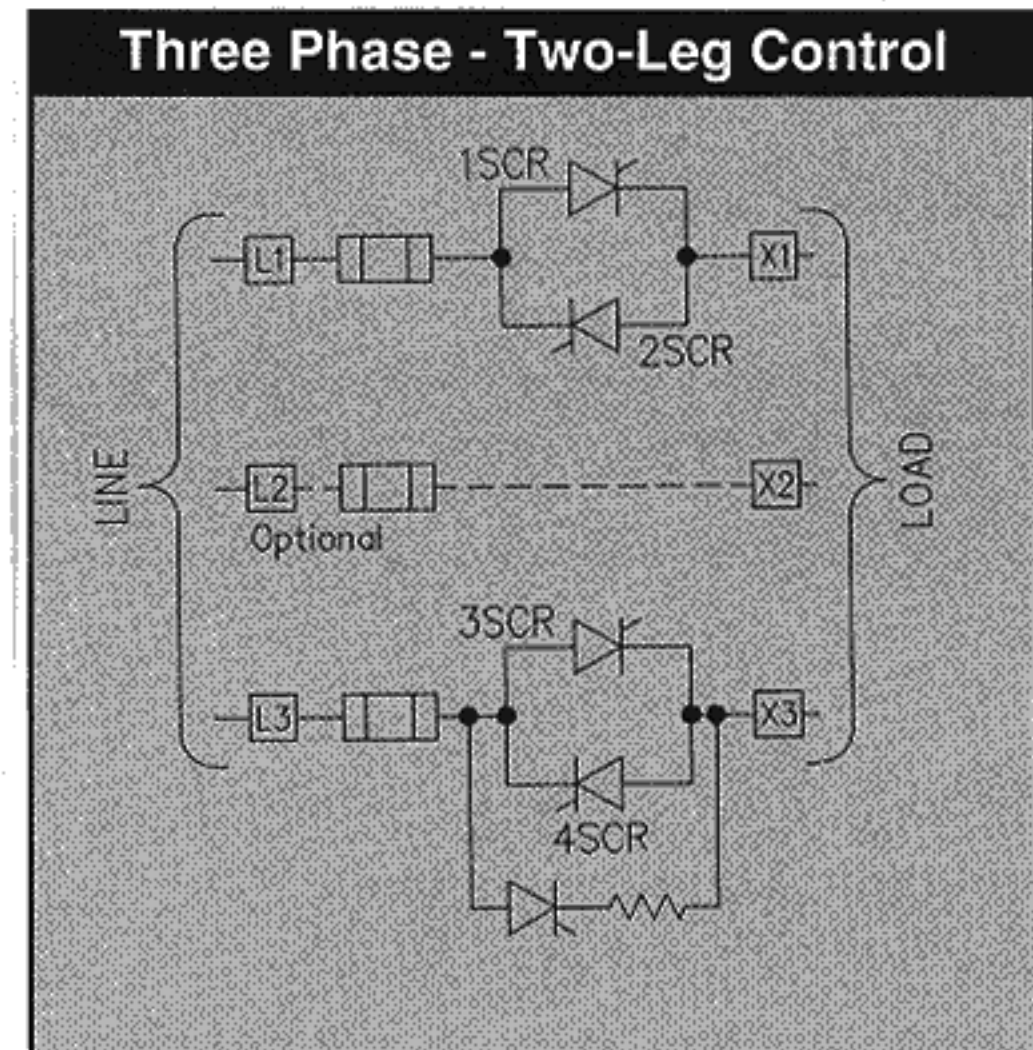 Three Phase - Two-Leg Control
1SCR
L1
X1
2SCR
LINE
L2
X2
LOAD
Optional
3SCR
L3
X3
4SCR